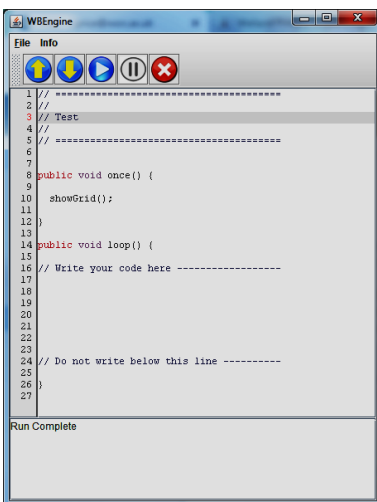 WBEngine
File Info
1 // =======================================
2 //
3 // Test
4 //
5 // =======================================
6
7
8 public void once() {
9
10 showGrid();
11
12 }
13
14 public void loop() {
15
16 // Write your code here ------------------
17
18
19
20
21
22
23
24 // Do not write below this line ----------
25
26 }
27
Run Complete